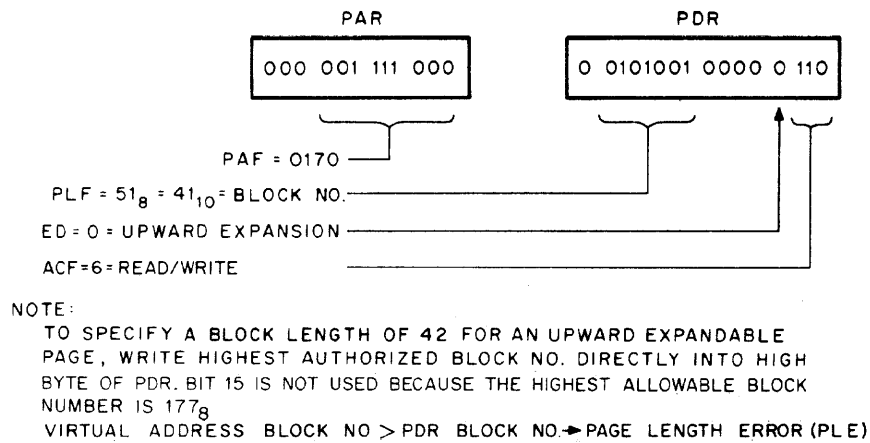 PAR PDR
000 001 111 000 0 0101001 0000 0 110
PAF = 0170
PLF = 51₈ = 41₁₀ = BLOCK NO.
ED = 0 = UPWARD EXPANSION
ACF=6=READ/WRITE
NOTE:
TO SPECIFY A BLOCK LENGTH OF 42 FOR AN UPWARD EXPANDABLE
PAGE, WRITE HIGHEST AUTHORIZED BLOCK NO. DIRECTLY INTO HIGH
BYTE OF PDR. BIT 15 IS NOT USED BECAUSE THE HIGHEST ALLOWABLE BLOCK
NUMBER IS 177₈
VIRTUAL ADDRESS BLOCK NO > PDR BLOCK NO.→PAGE LENGTH ERROR (PLE)